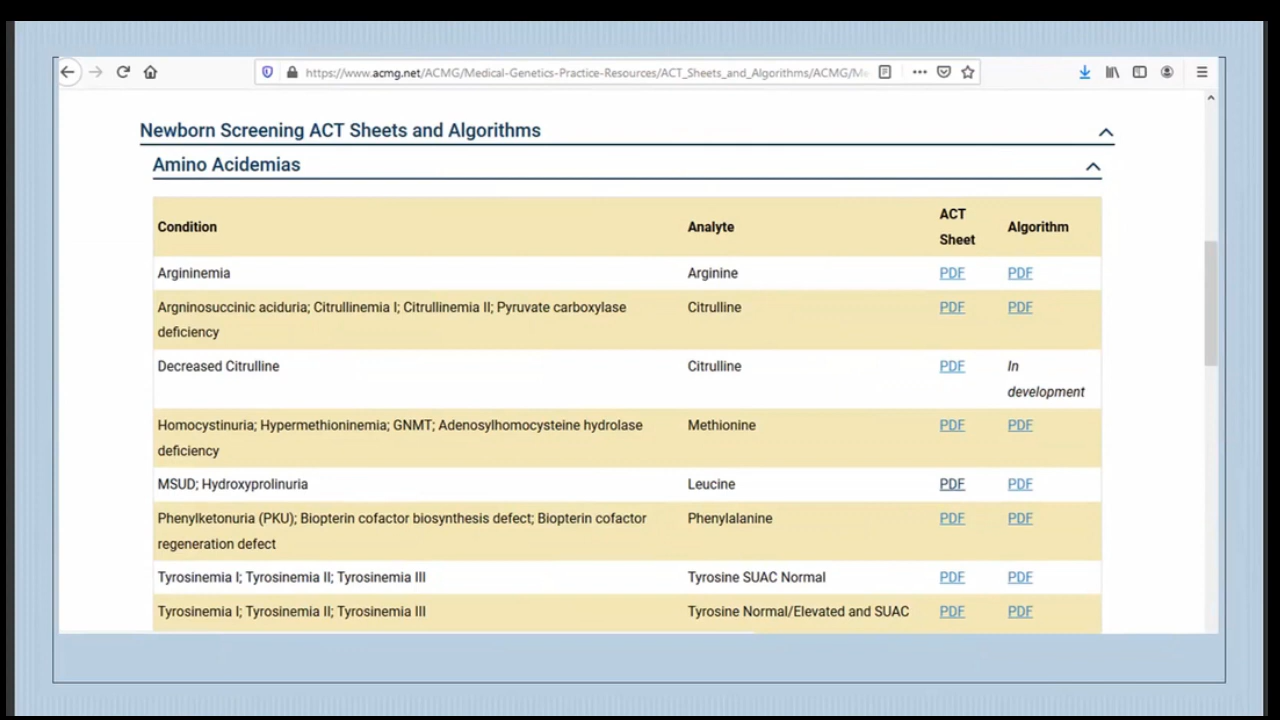 https://www.acmg.net/ACMG/Medical-Genetics-Practice-Resources/ACT_Sheets_and_Algorithms/ACMG/Me
Newborn Screening ACT Sheets and Algorithms
Amino Acidemias
Condition Analyte ACT Sheet Algorithm
Argininemia Arginine PDF PDF
Argninosuccinic aciduria; Citrullinemia I; Citrullinemia II; Pyruvate carboxylase Citrulline PDF PDF
deficiency
Decreased Citrulline Citrulline PDF In
development
Homocystinuria; Hypermethioninemia; GNMT; Adenosylhomocysteine hydrolase Methionine PDF PDF
deficiency
MSUD; Hydroxyprolinuria Leucine PDF PDF
Phenylketonuria (PKU); Biopterin cofactor biosynthesis defect; Biopterin cofactor Phenylalanine PDF PDF
regeneration defect
Tyrosinemia I; Tyrosinemia II; Tyrosinemia III Tyrosine SUAC Normal PDF PDF
Tyrosinemia I; Tyrosinemia II; Tyrosinemia III Tyrosine Normal/Elevated and SUAC PDF PDF